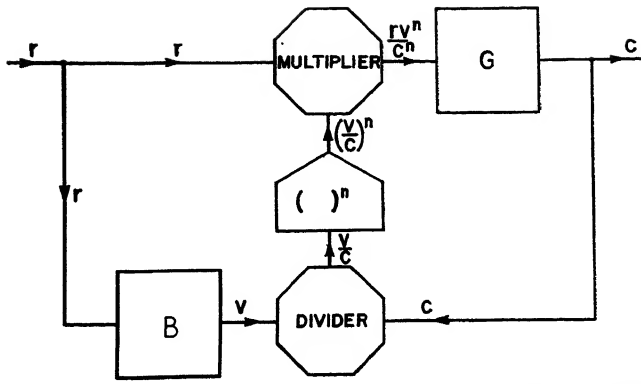 r
r
MULTIPLIER
rv^n
c^n
G
c
(v/c)^n
( )^n
r
v/c
B
v
DIVIDER
c